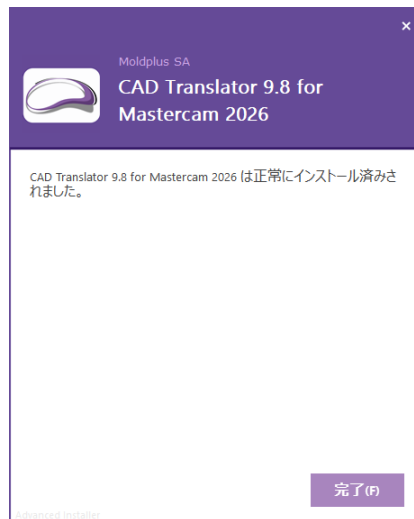 ×
Moldplus SA
CAD Translator 9.8 for
Mastercam 2026
CAD Translator 9.8 for Mastercam 2026 は正常にインストール済みさ
れました。
完了(F)
Advanced Installer